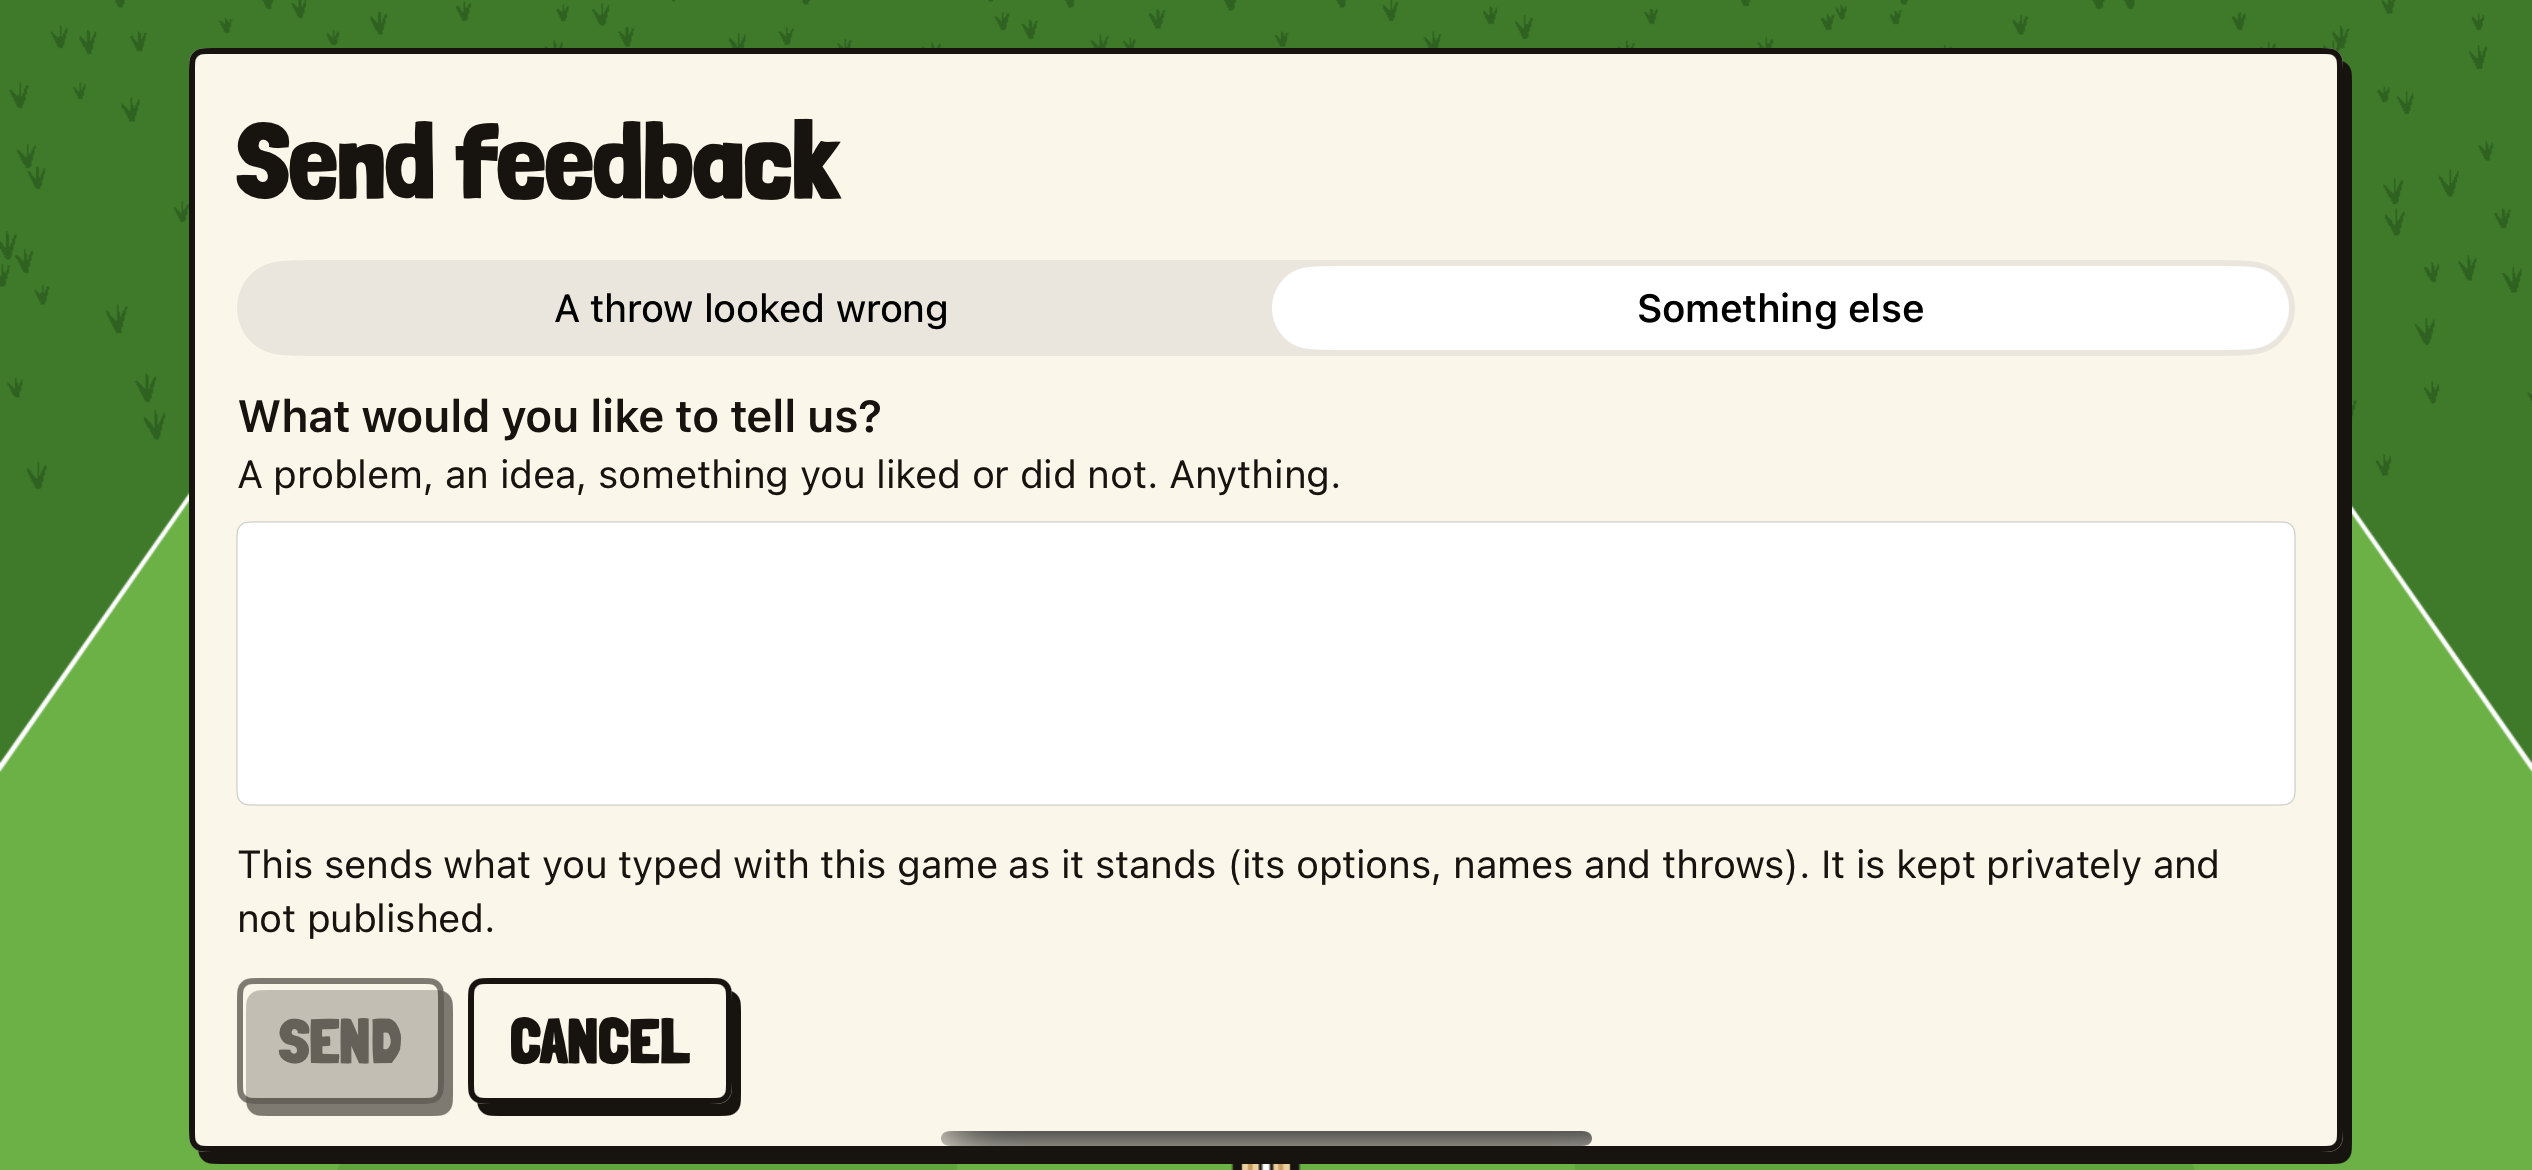 Send feedback
A throw looked wrong
Something else
What would you like to tell us?
A problem, an idea, something you liked or did not. Anything.
This sends what you typed with this game as it stands (its options, names and throws). It is kept privately and
not published.
SEND
CANCEL